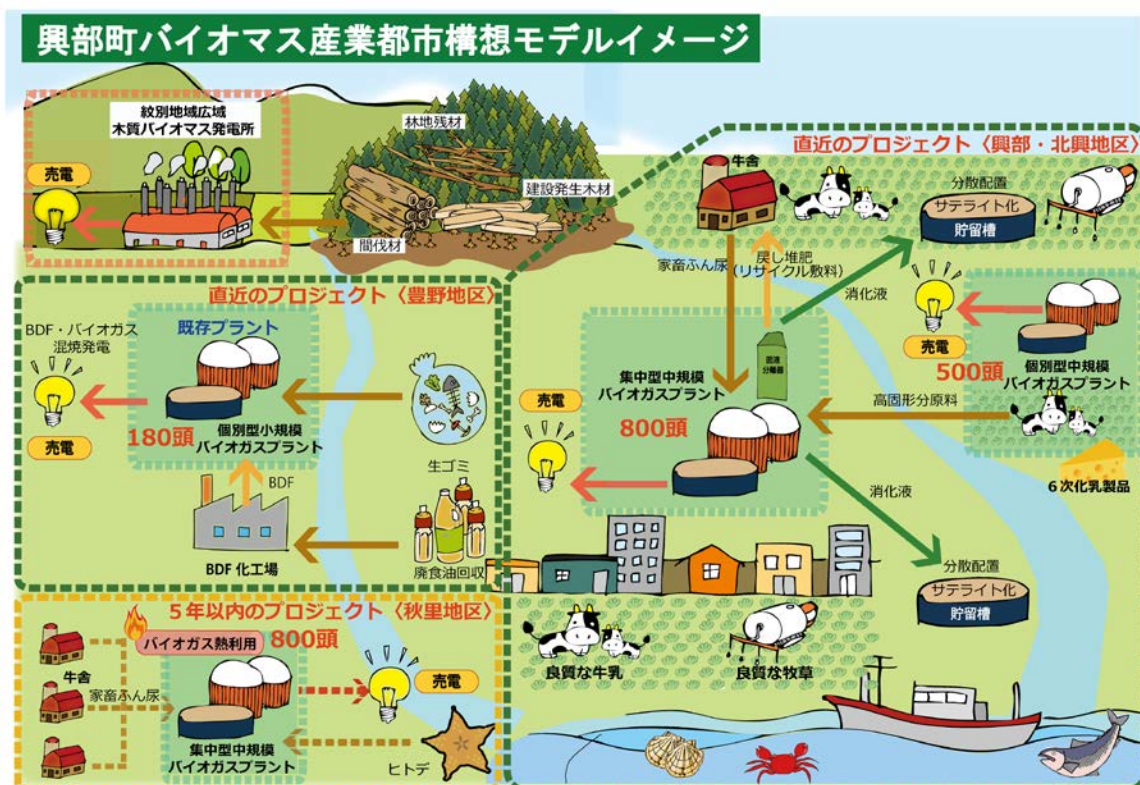 興部町バイオマス産業都市構想モデルイメージ
紋別地域広域
木質バイオマス発電所
売電
林地残材
建設発生木材
間伐材
直近のプロジェクト〈興部・北興地区〉
牛舎
分散配置
サテライト化
貯留槽
家畜ふん尿
戻し堆肥
(リサイクル敷料)
消化液
固液
分離器
集中型中規模
バイオガスプラント
800頭
売電
売電
500頭
個別型中規模
バイオガスプラント
高固形分原料
6次化乳製品
消化液
分散配置
サテライト化
貯留槽
良質な牛乳
良質な牧草
直近のプロジェクト〈豊野地区〉
BDF・バイオガス
混焼発電
既存プラント
売電
180頭
個別型小規模
バイオガスプラント
生ゴミ
BDF
BDF化工場
廃食油回収
5年以内のプロジェクト〈秋里地区〉
バイオガス熱利用
800頭
牛舎
家畜ふん尿
売電
集中型中規模
バイオガスプラント
ヒトデ